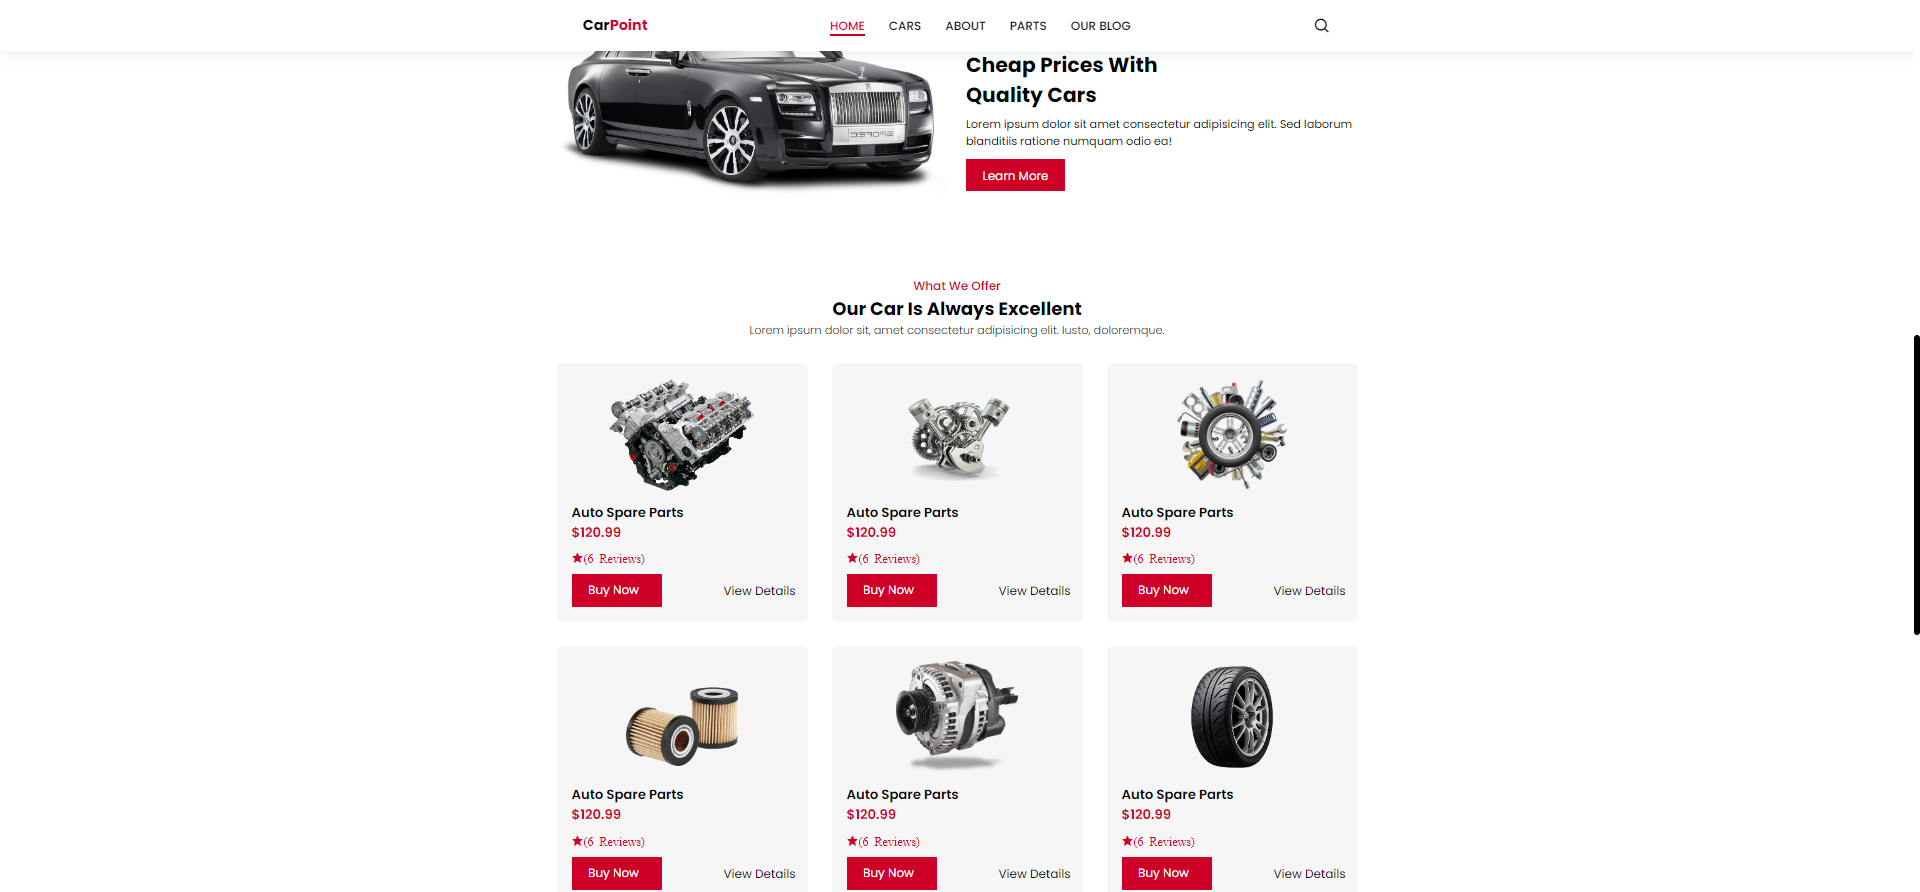 CarPoint HOME CARS ABOUT PARTS OUR BLOG
Cheap Prices With
Quality Cars
Lorem ipsum dolor sit amet consectetur adipisicing elit. Sed laborum
blanditiis ratione numquam odio ea!
Learn More
What We Offer
Our Car Is Always Excellent
Lorem ipsum dolor sit, amet consectetur adipisicing elit. Iusto, doloremque.
Auto Spare Parts Auto Spare Parts Auto Spare Parts
$120.99 $120.99 $120.99
(6 Reviews) (6 Reviews) (6 Reviews)
Buy Now View Details Buy Now View Details Buy Now View Details
Auto Spare Parts Auto Spare Parts Auto Spare Parts
$120.99 $120.99 $120.99
(6 Reviews) (6 Reviews) (6 Reviews)
Buy Now View Details Buy Now View Details Buy Now View Details